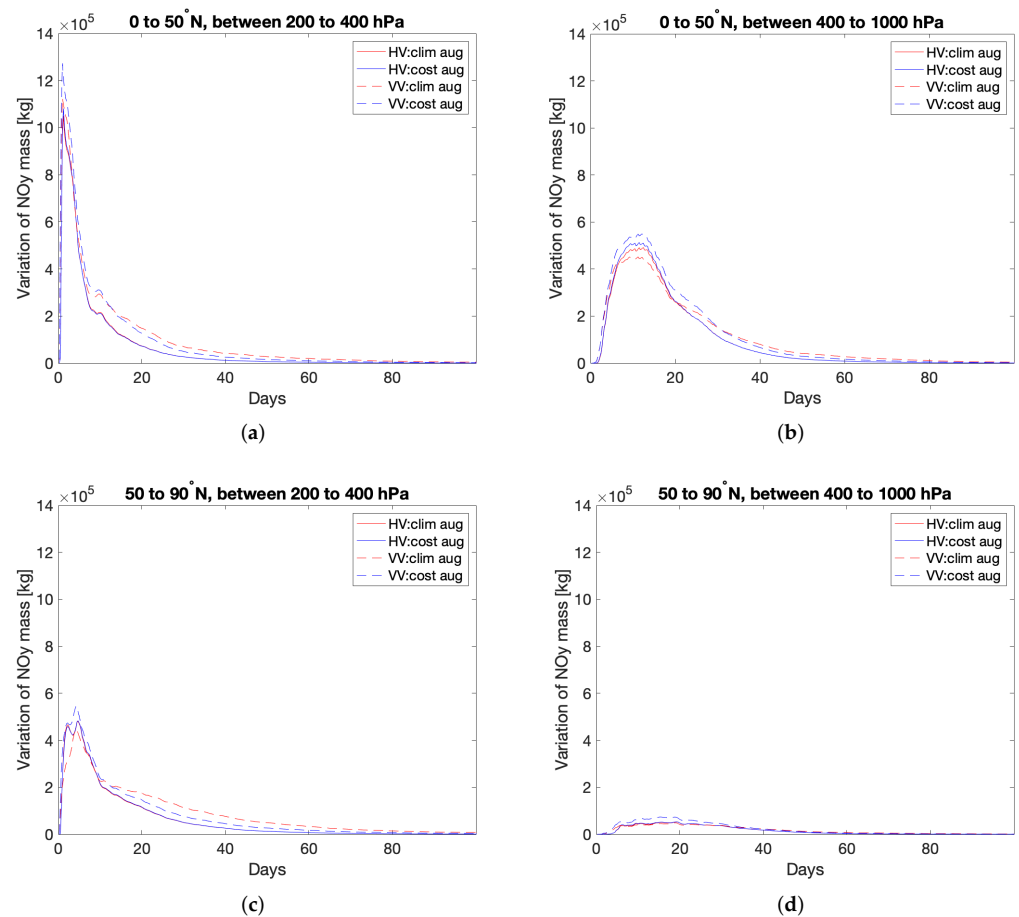 0 to 50°N, between 200 to 400 hPa
×10⁵
14
12
10
8
6
4
2
0
Variation of NOy mass [kg]
HV:clim aug
HV:cost aug
VV:clim aug
VV:cost aug
0 20 40 60 80
Days
(a)
0 to 50°N, between 400 to 1000 hPa
×10⁵
14
12
10
8
6
4
2
0
Variation of NOy mass [kg]
HV:clim aug
HV:cost aug
VV:clim aug
VV:cost aug
0 20 40 60 80
Days
(b)
50 to 90°N, between 200 to 400 hPa
×10⁵
14
12
10
8
6
4
2
0
Variation of NOy mass [kg]
HV:clim aug
HV:cost aug
VV:clim aug
VV:cost aug
0 20 40 60 80
Days
(c)
50 to 90°N, between 400 to 1000 hPa
×10⁵
14
12
10
8
6
4
2
0
Variation of NOy mass [kg]
HV:clim aug
HV:cost aug
VV:clim aug
VV:cost aug
0 20 40 60 80
Days
(d)